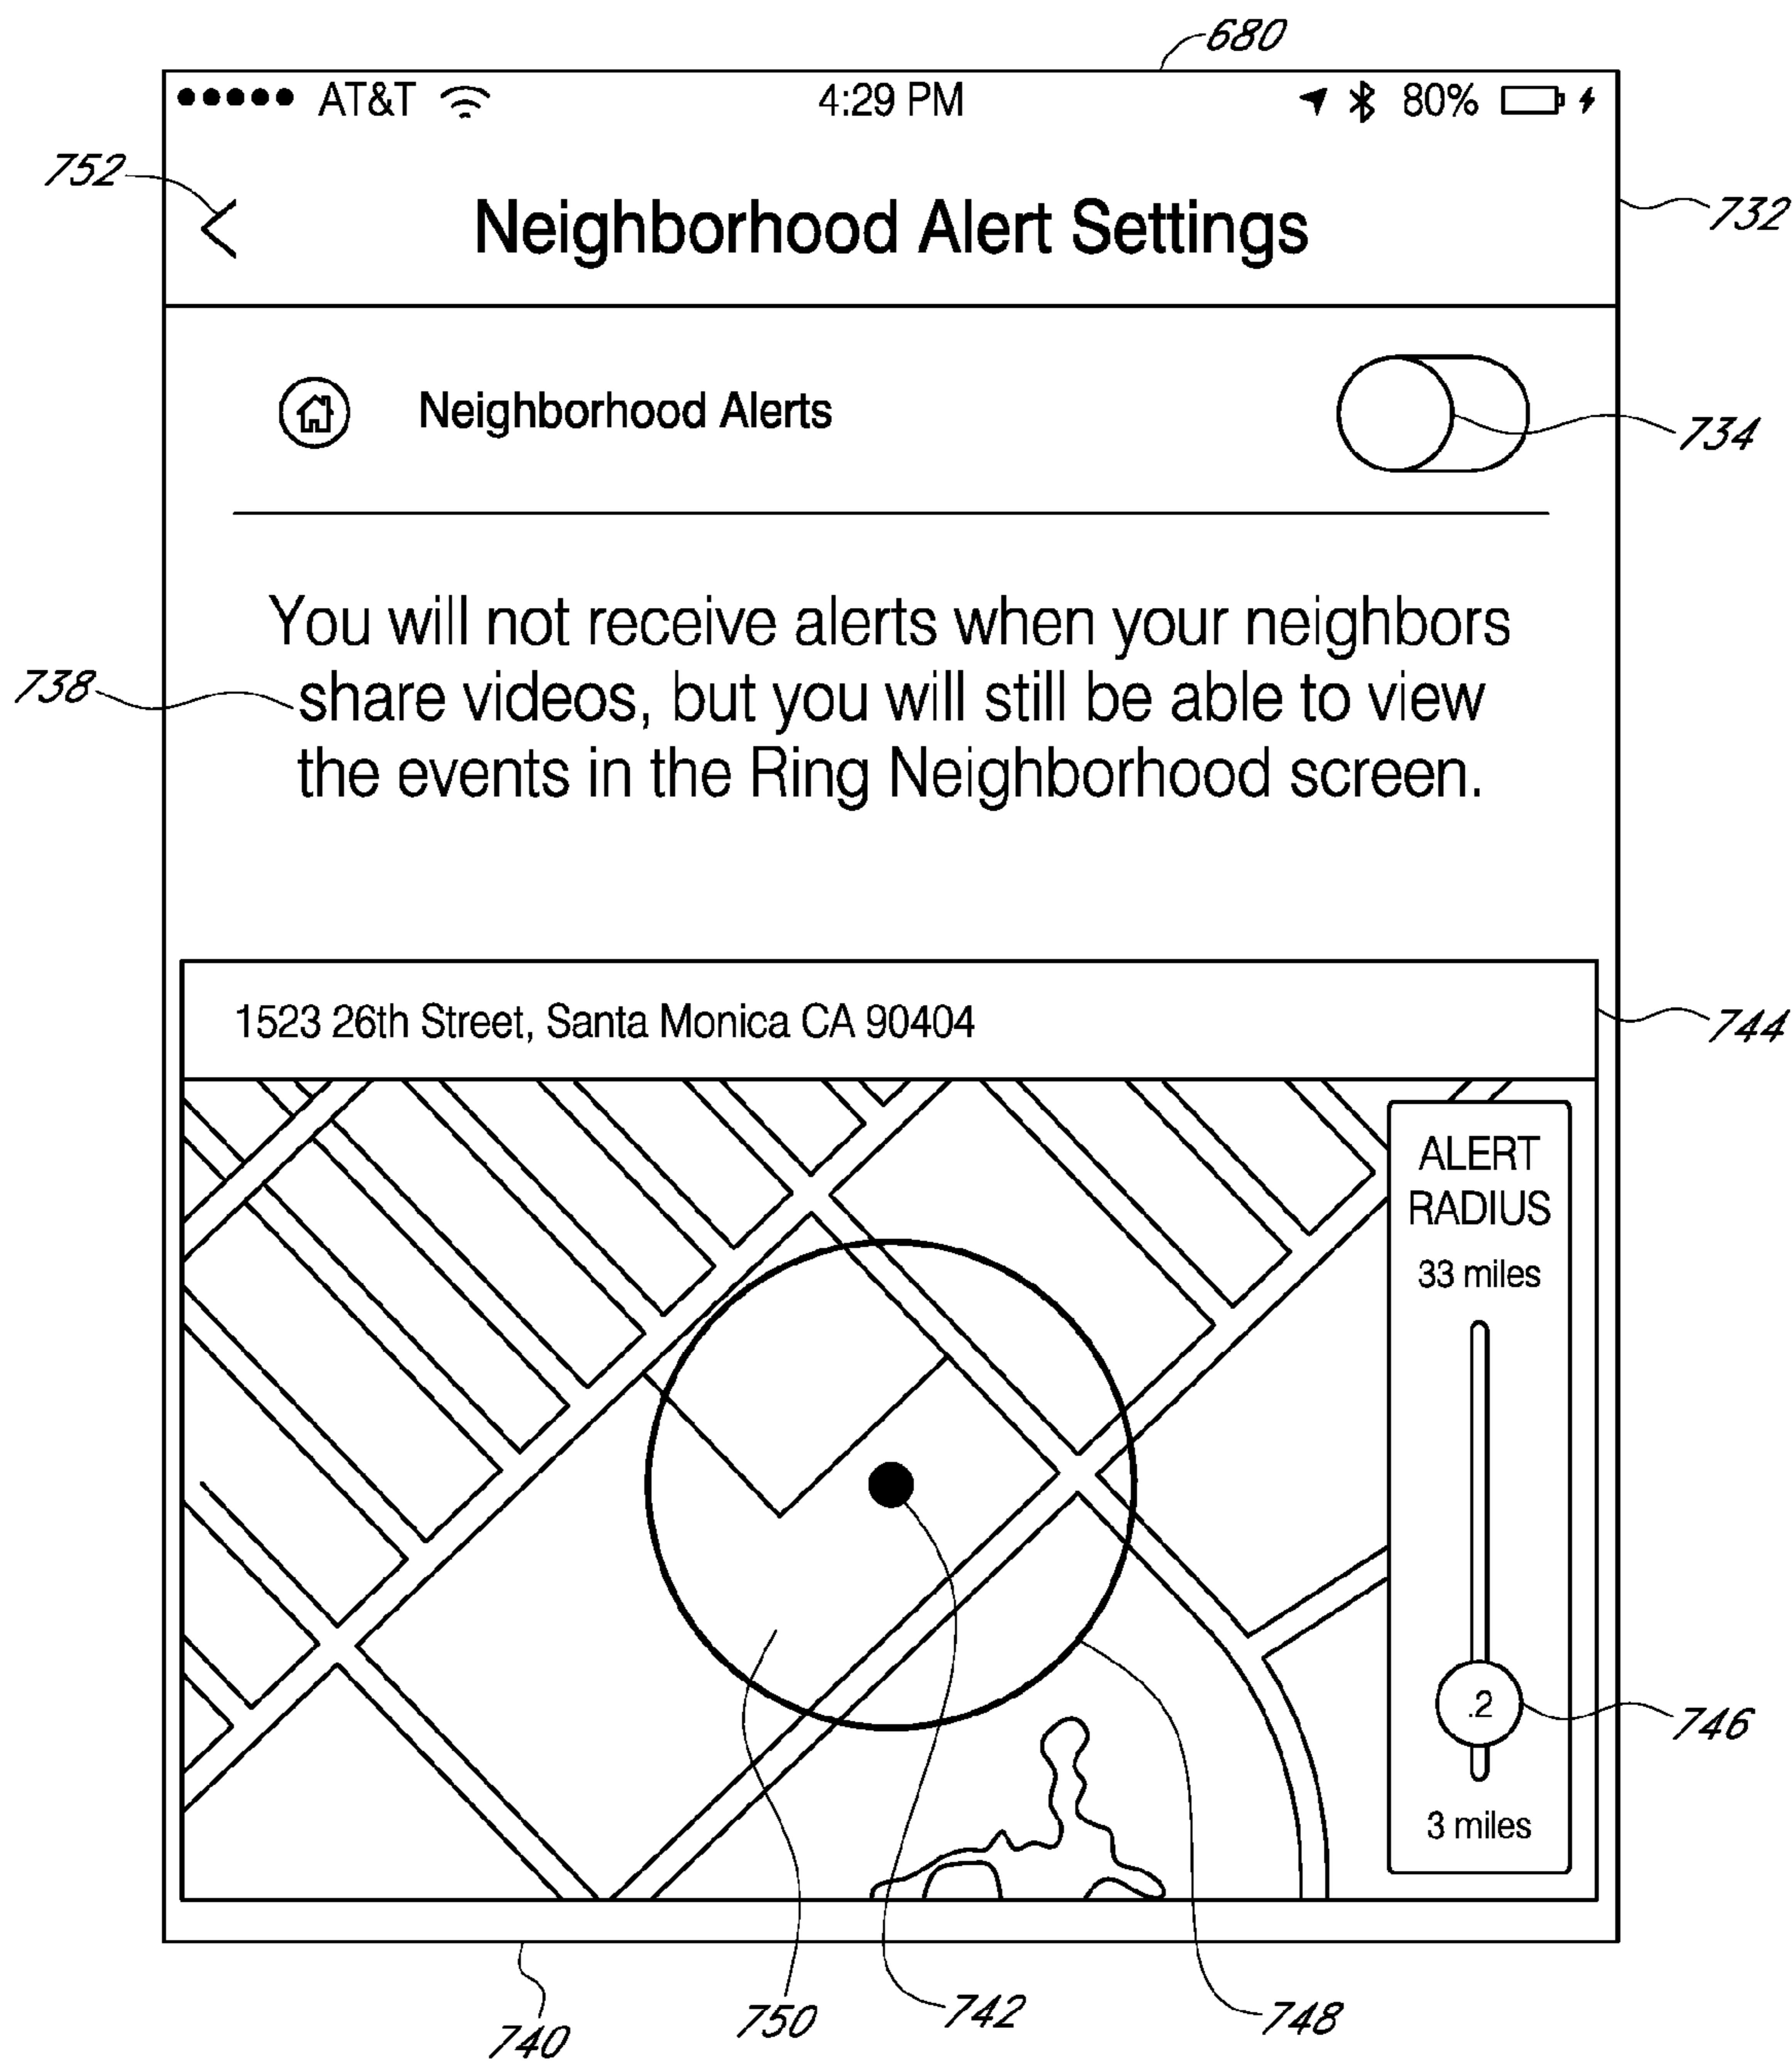 680
AT&T 4:29 PM 80%
752
Neighborhood Alert Settings
732
Neighborhood Alerts
734
You will not receive alerts when your neighbors
738
share videos, but you will still be able to view
the events in the Ring Neighborhood screen.
1523 26th Street, Santa Monica CA 90404
744
ALERT
RADIUS
33 miles
.2
746
3 miles
750
742
748
740